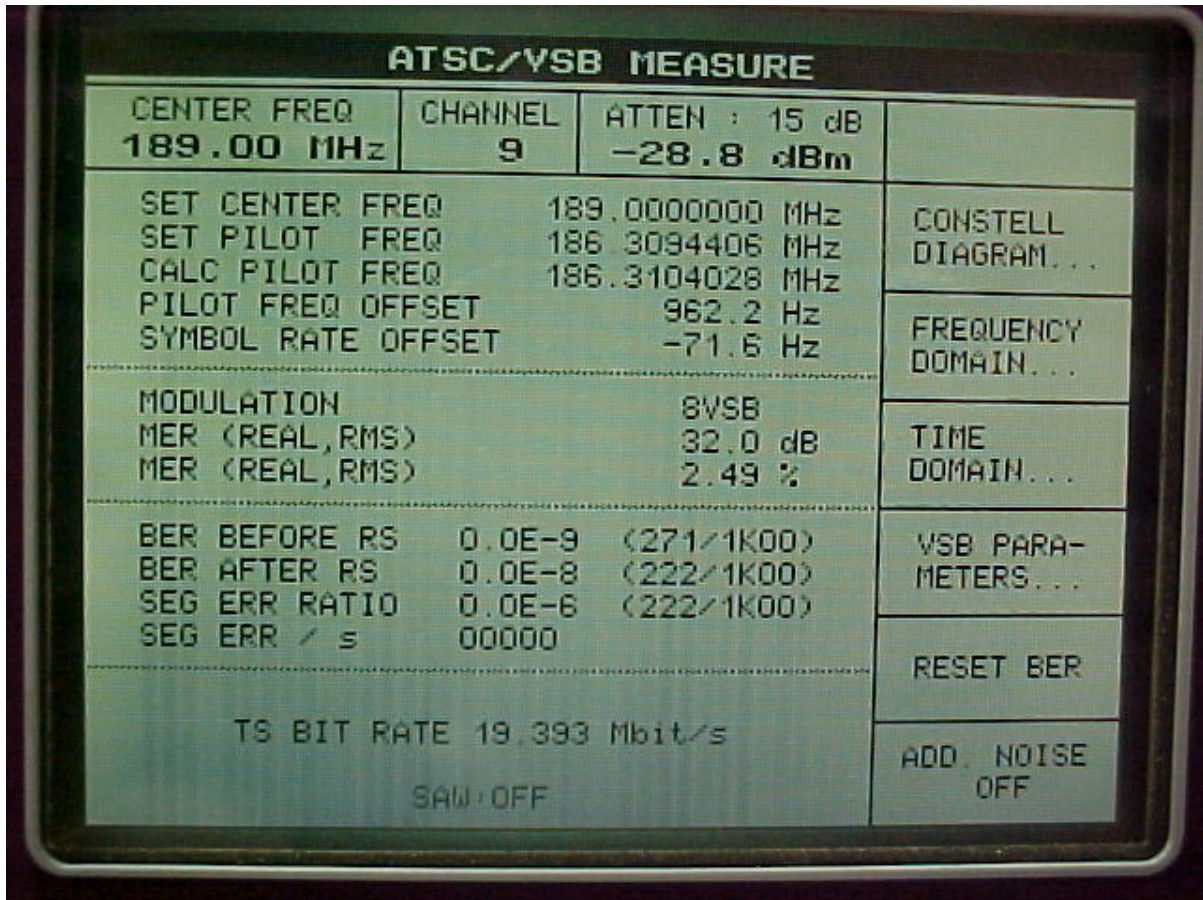 ATSC/VSB MEASURE
CENTER FREQ
189.00 MHz
CHANNEL
9
ATTEN : 15 dB
-28.8 dBm
SET CENTER FREQ 189.0000000 MHz
SET PILOT FREQ 186.3094406 MHz
CALC PILOT FREQ 186.3104028 MHz
PILOT FREQ OFFSET 962.2 Hz
SYMBOL RATE OFFSET -71.6 Hz
MODULATION 8VSB
MER (REAL,RMS) 32.0 dB
MER (REAL,RMS) 2.49 %
BER BEFORE RS 0.0E-9 (271/1K00)
BER AFTER RS 0.0E-8 (222/1K00)
SEG ERR RATIO 0.0E-6 (222/1K00)
SEG ERR / s 00000
TS BIT RATE 19.393 Mbit/s
SAW:OFF
CONSTELL
DIAGRAM...
FREQUENCY
DOMAIN...
TIME
DOMAIN...
VSB PARA-
METERS...
RESET BER
ADD. NOISE
OFF